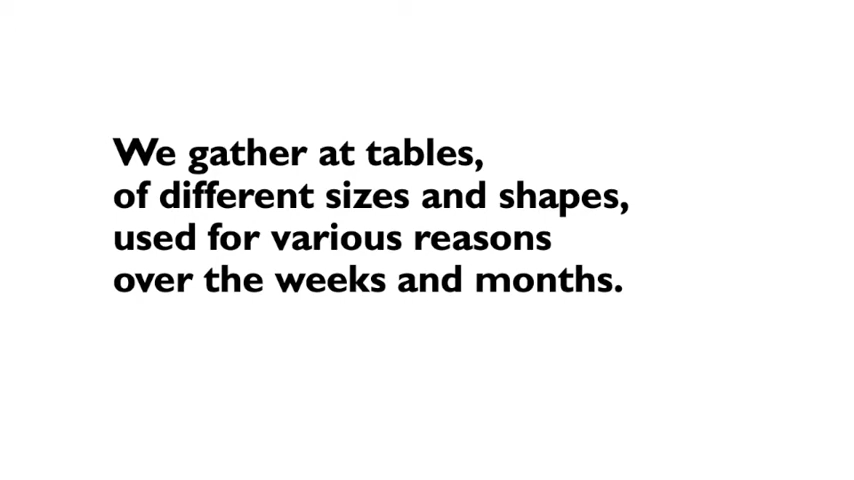 We gather at tables,
of different sizes and shapes,
used for various reasons
over the weeks and months.